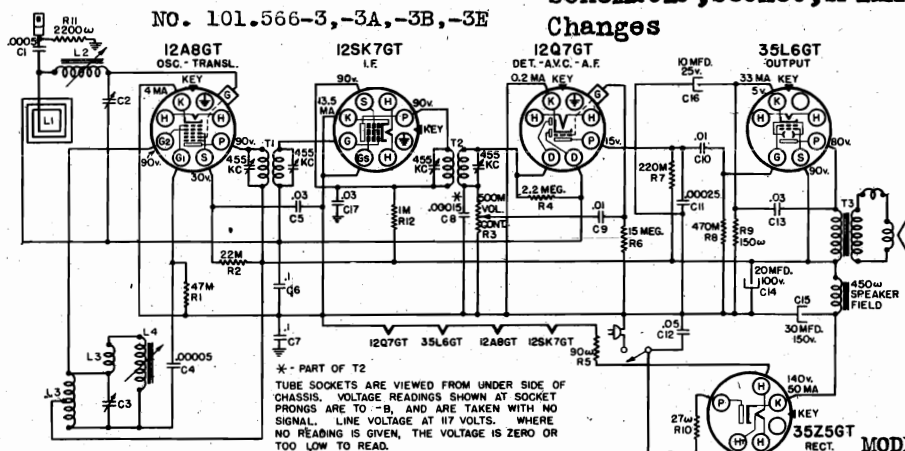 NO. 101.566-3,-3A,-3B,-3E
Changes
R11
2200ω
.0005
C1
L2
L1
C2
12A8GT
OSC.-TRANSL.
KEY
4 MA
G
K
H
H
P
G2
G1
S
90v.
30v.
90v.
455
KC
T1
455
KC
12SK7GT
I.F.
90v.
13.5
MA
S
H
K
P
G
GS
H
90v.
KEY
455
KC
T2
455
KC
12Q7GT
DET.-A.V.C.-A.F.
0.2 MA
KEY
G
K
H
H
P
D
D
15v.
10 MFD.
25v.
C16
35L6GT
OUTPUT
33 MA
KEY
5v.
K
H
H
P
G
S
80v.
90v.
.03
C5
.03
C17
1M
R12
*
.00015
C8
500M
VOL.
CONT.
R3
2.2 MEG.
R4
.01
C9
15 MEG.
R6
220M
R7
.01
C10
.00025
C11
470M
R8
R9
150ω
.03
C13
T3
22M
R2
47M
R1
.1
C6
.1
C7
20 MFD.
100v.
C14
450ω
SPEAKER
FIELD
C15
30 MFD.
150v.
.05
C12
12Q7GT
35L6GT
12A8GT
12SK7GT
90ω
R5
L3
L4
L3
C3
.00005
C4
* - PART OF T2
TUBE SOCKETS ARE VIEWED FROM UNDER SIDE OF
CHASSIS. VOLTAGE READINGS SHOWN AT SOCKET
PRONGS ARE TO -B, AND ARE TAKEN WITH NO
SIGNAL. LINE VOLTAGE AT 117 VOLTS. WHERE
NO READING IS GIVEN, THE VOLTAGE IS ZERO OR
TOO LOW TO READ.
27ω
R10
P
H
K
H
H
140v.
50 MA
KEY
35Z5GT
RECT.